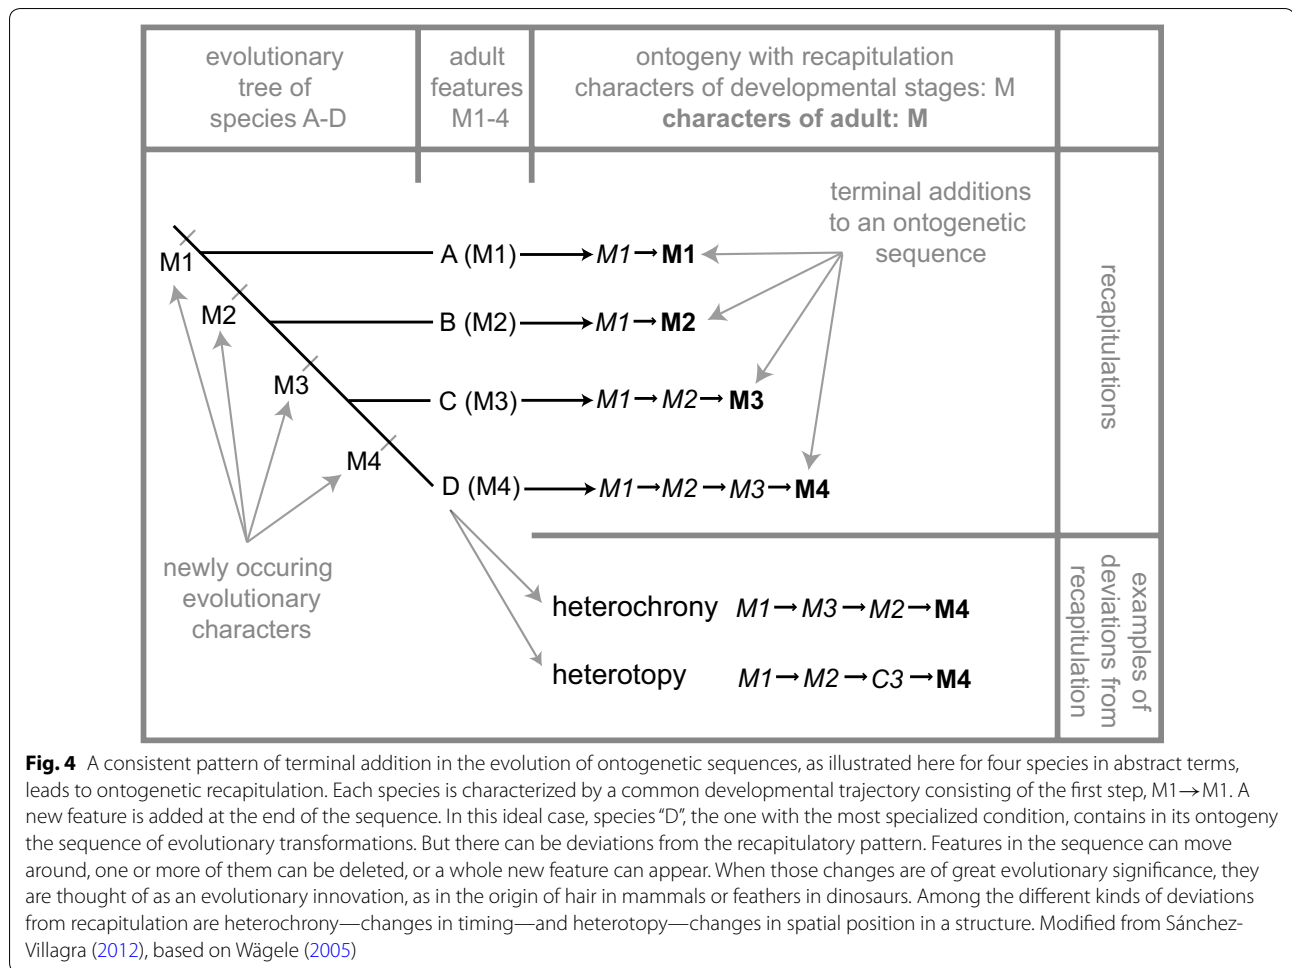 evolutionary
tree of
species A-D
adult
features
M1-4
ontogeny with recapitulation
characters of developmental stages: M
characters of adult: M
terminal additions
to an ontogenetic
sequence
M1
M2
M3
M4
A (M1) → M1 → M1
B (M2) → M1 → M2
C (M3) → M1 → M2 → M3
D (M4) → M1 → M2 → M3 → M4
newly occuring
evolutionary
characters
heterochrony M1 → M3 → M2 → M4
heterotopy M1 → M2 → C3 → M4
recapitulations
examples of
deviations from
recapitulation
Fig. 4 A consistent pattern of terminal addition in the evolution of ontogenetic sequences, as illustrated here for four species in abstract terms,
leads to ontogenetic recapitulation. Each species is characterized by a common developmental trajectory consisting of the first step, M1→M1. A
new feature is added at the end of the sequence. In this ideal case, species “D”, the one with the most specialized condition, contains in its ontogeny
the sequence of evolutionary transformations. But there can be deviations from the recapitulatory pattern. Features in the sequence can move
around, one or more of them can be deleted, or a whole new feature can appear. When those changes are of great evolutionary significance, they
are thought of as an evolutionary innovation, as in the origin of hair in mammals or feathers in dinosaurs. Among the different kinds of deviations
from recapitulation are heterochrony—changes in timing—and heterotopy—changes in spatial position in a structure. Modified from Sánchez-
Villagra (2012), based on Wägele (2005)